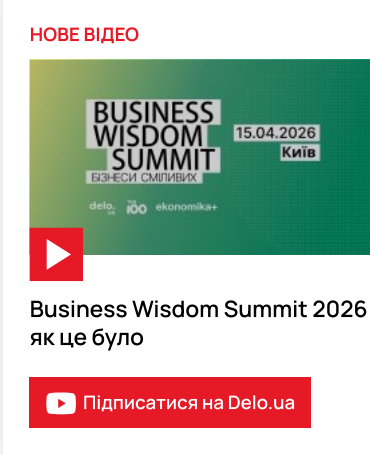 НОВЕ ВІДЕО
BUSINESS
WISDOM
SUMMIT
БІЗНЕСИ СМІЛИВИХ
15.04.2026
Київ
delo.
100
ekonomika+
Business Wisdom Summit 2026
як це було
Підписатися на Delo.ua